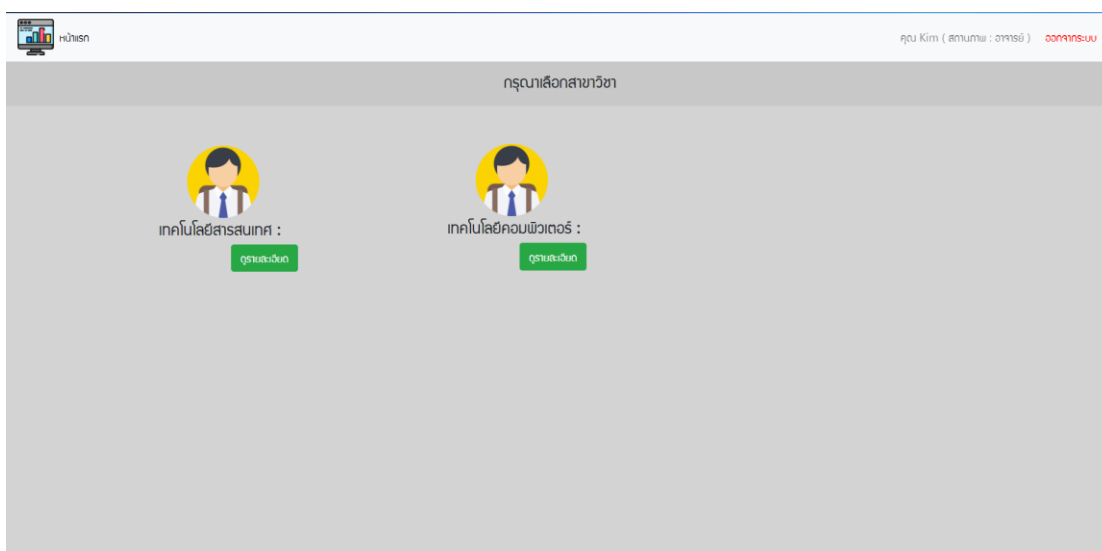 หน้าแรก
คุณ Kim ( สถานภาพ : อาจารย์ ) ออกจากระบบ
กรุณาเลือกสาขาวิชา
เทคโนโลยีสารสนเทศ :
ดูรายละเอียด
เทคโนโลยีคอมพิวเตอร์ :
ดูรายละเอียด